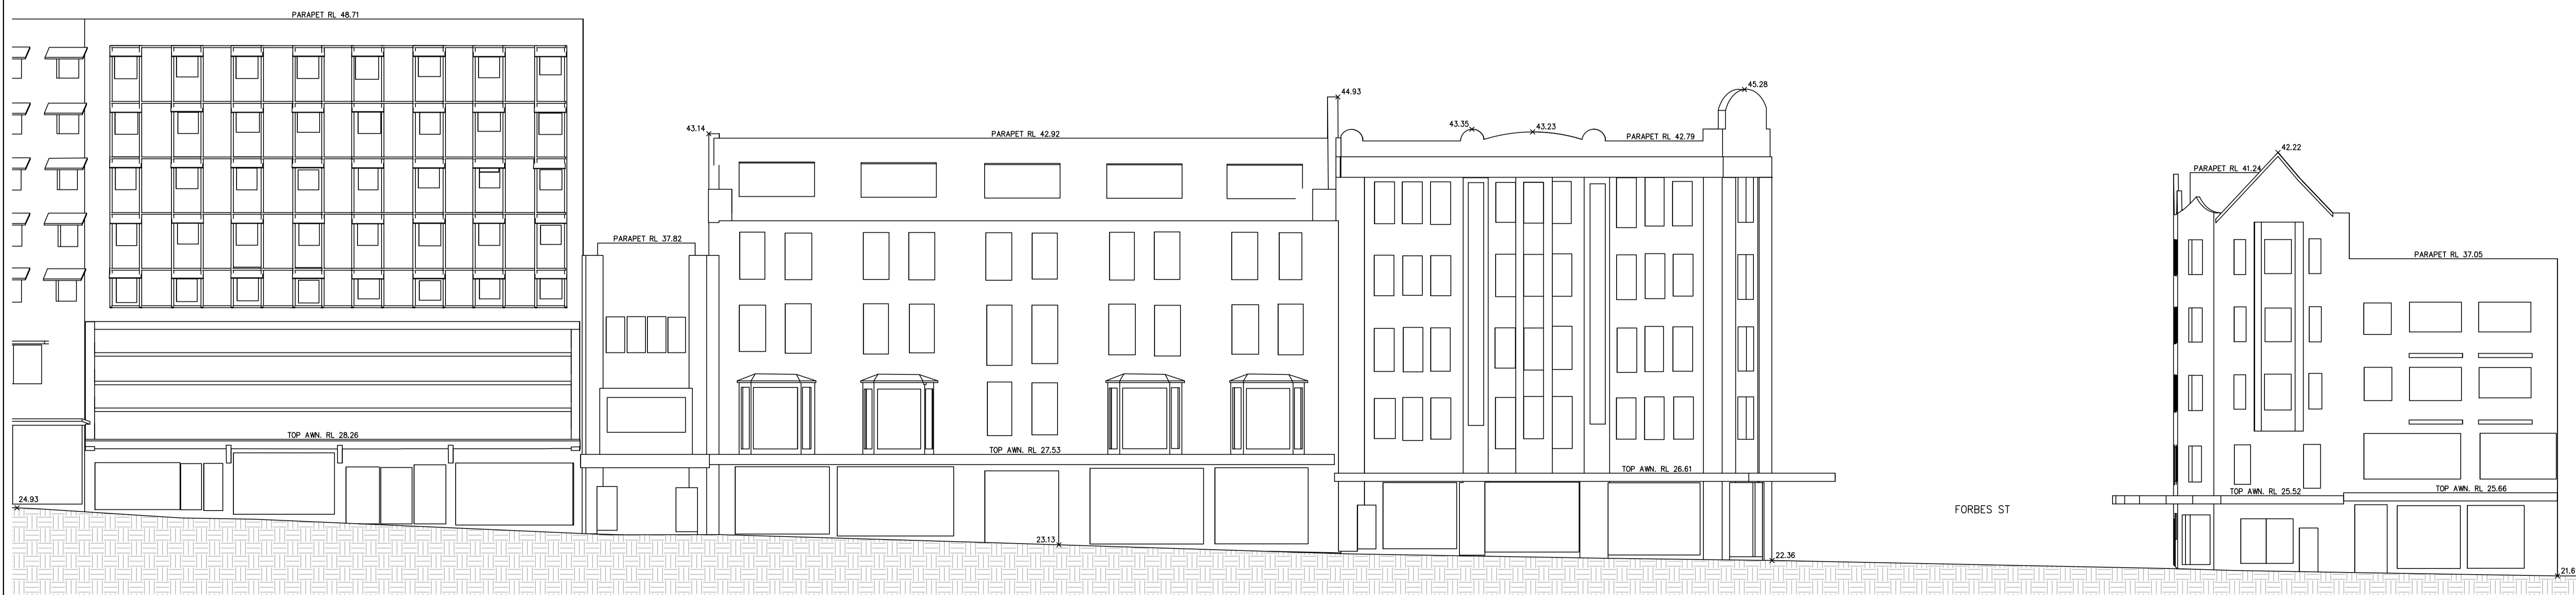 PARAPET RL 48.71
45.28
44.93
43.14
43.35
43.23
PARAPET RL 42.92
PARAPET RL 42.79
42.22
PARAPET RL 41.24
PARAPET RL 37.82
PARAPET RL 37.05
TOP AWN. RL 28.26
TOP AWN. RL 27.53
TOP AWN. RL 26.61
TOP AWN. RL 25.52
TOP AWN. RL 25.66
24.93
FORBES ST
23.13
22.36
21.6